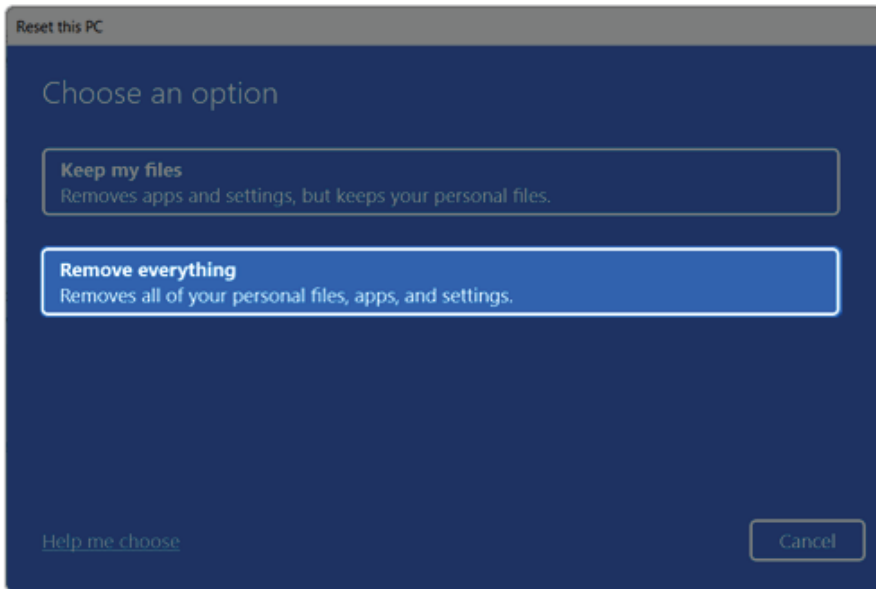 Reset this PC
Choose an option
Keep my files
Removes apps and settings, but keeps your personal files.
Remove everything
Removes all of your personal files, apps, and settings.
Help me choose
Cancel